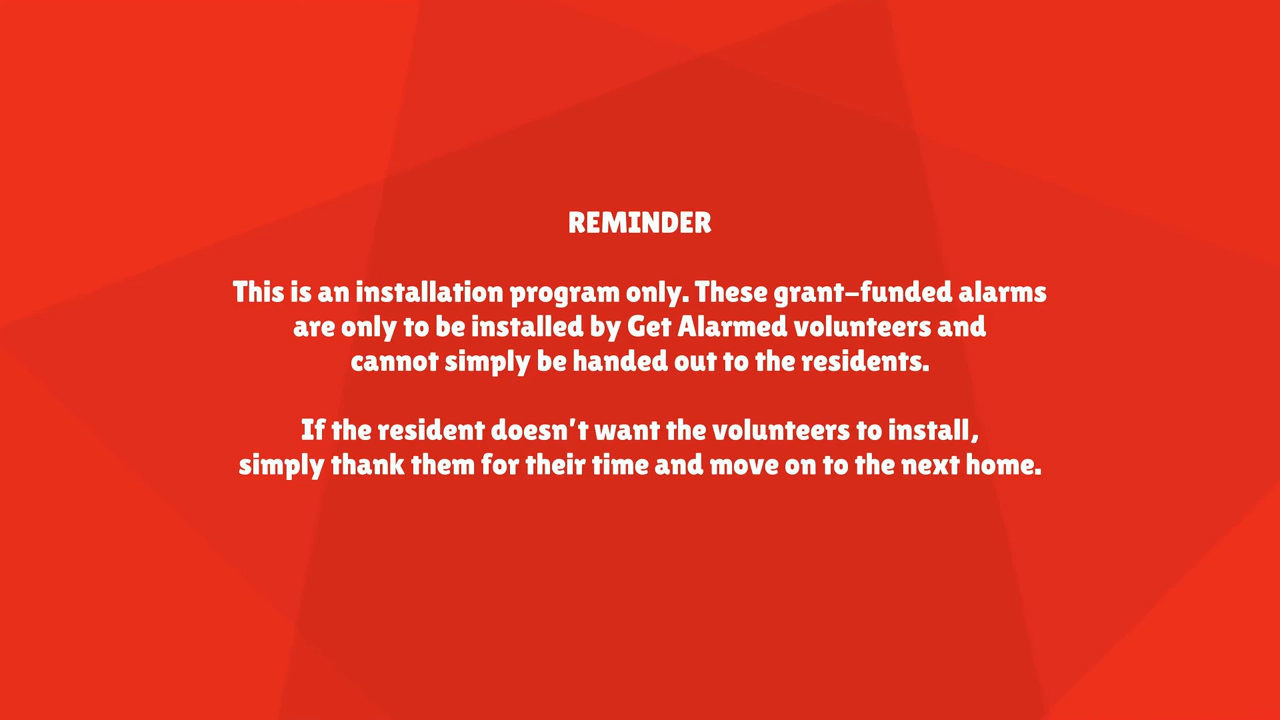 REMINDER
This is an installation program only. These grant-funded alarms
are only to be installed by Get Alarmed volunteers and
cannot simply be handed out to the residents.
If the resident doesn't want the volunteers to install,
simply thank them for their time and move on to the next home.